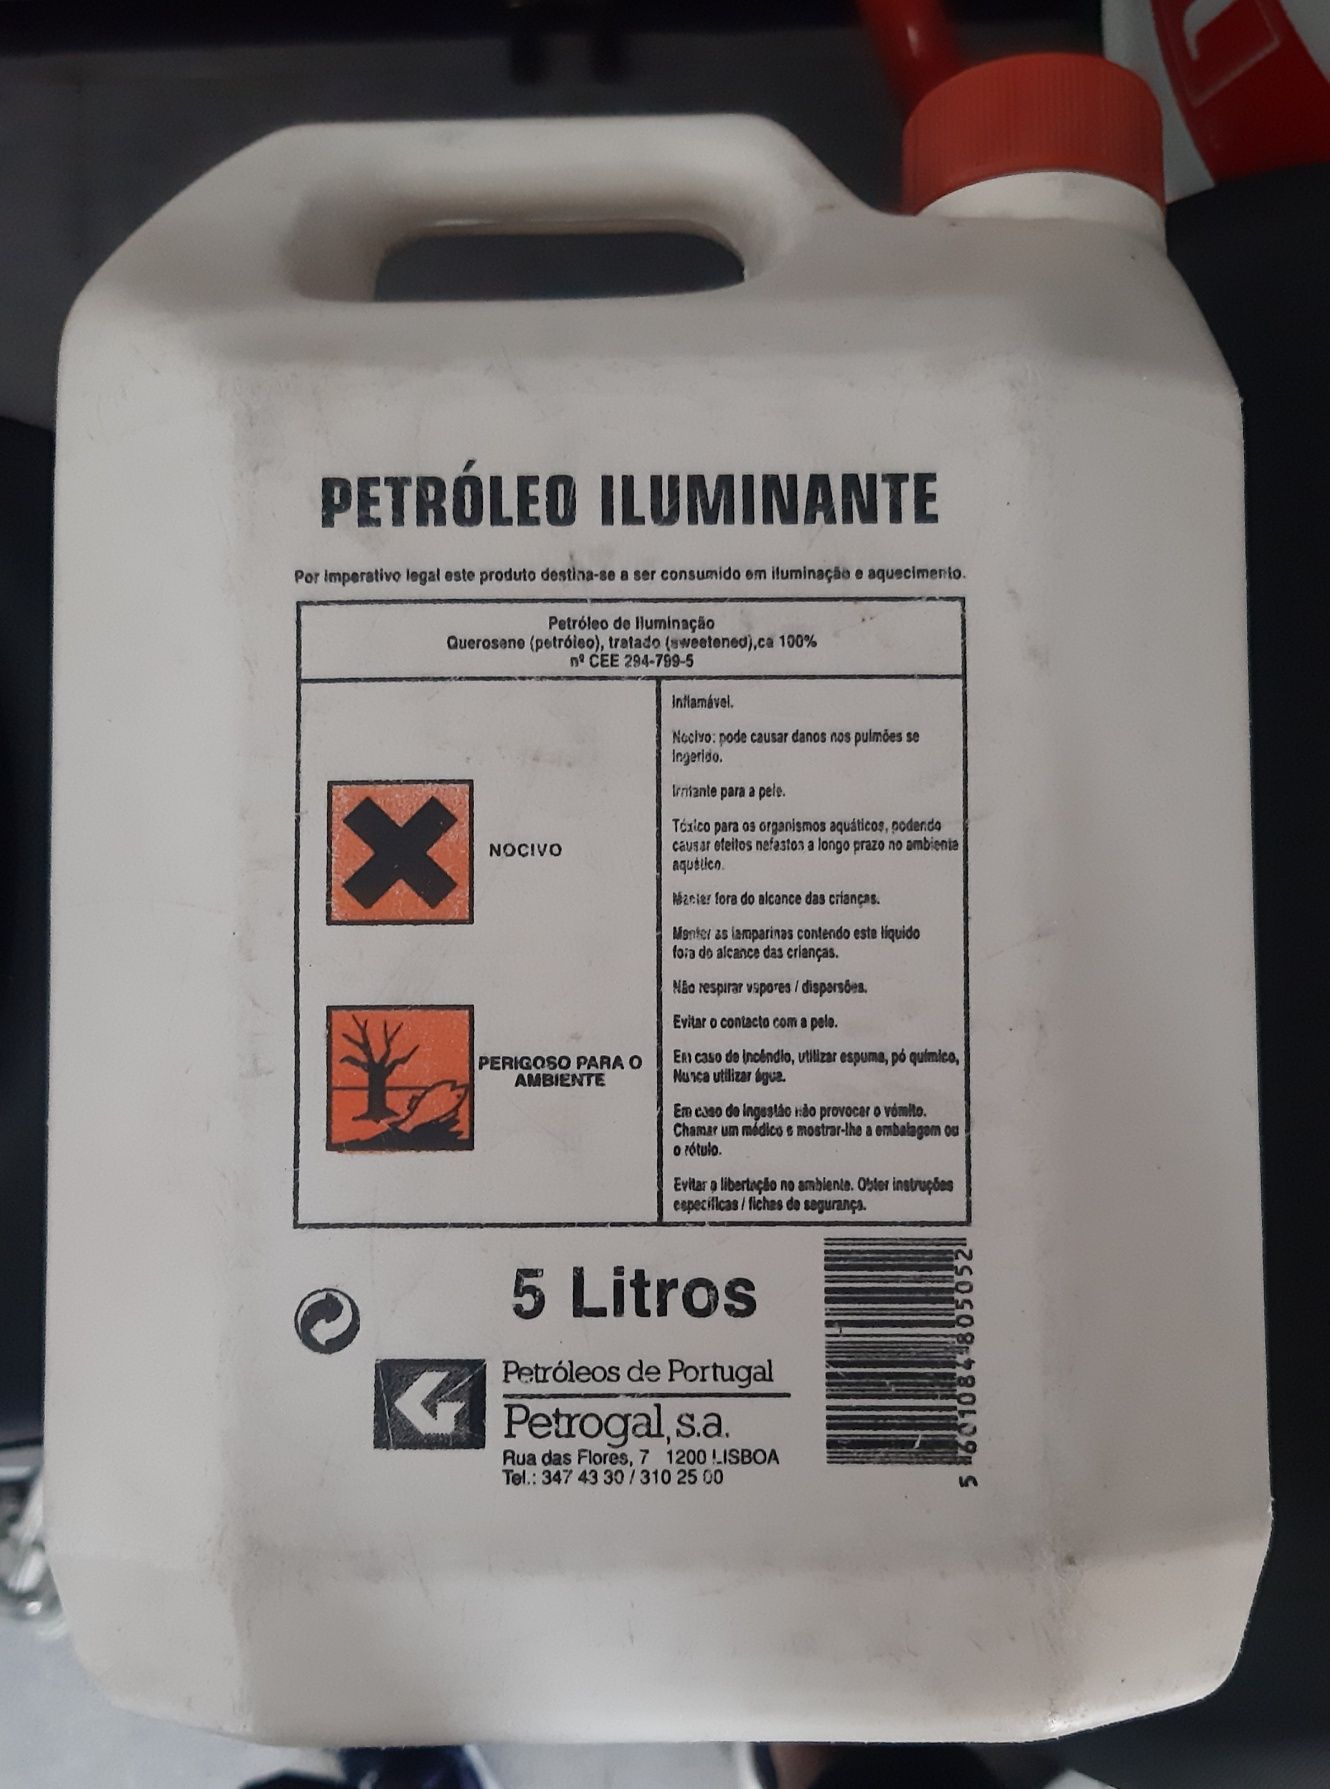 PETRÓLEO ILUMINANTE
Por imperativo legal este produto destina-se a ser consumido em iluminação e aquecimento.
Petróleo de Iluminação
Querosene (petróleo), tratado (sweetened),ca 100%
nº CEE 294-799-5
NOCIVO
PERIGOSO PARA O
AMBIENTE
Inflamável.
Nocivo: pode causar danos nos pulmões se
ingerido.
Irritante para a pele.
Tóxico para os organismos aquáticos, podendo
causar efeitos nefastos a longo prazo no ambiente
aquático.
Manter fora do alcance das crianças.
Manter as lamparinas contendo este líquido
fora do alcance das crianças.
Não respirar vapores / dispersões.
Evitar o contacto com a pele.
Em caso de incêndio, utilizar espuma, pó químico,
Nunca utilizar água.
Em caso de ingestão não provocar o vómito.
Chamar um médico e mostrar-lhe a embalagem ou
o rótulo.
Evitar a libertação no ambiente. Obter instruções
específicas / fichas de segurança.
5 Litros
Petróleos de Portugal
Petrogal, s.a.
Rua das Flores, 7 1200 LISBOA
Tel.: 347 43 30 / 310 25 00
5 601084 805052